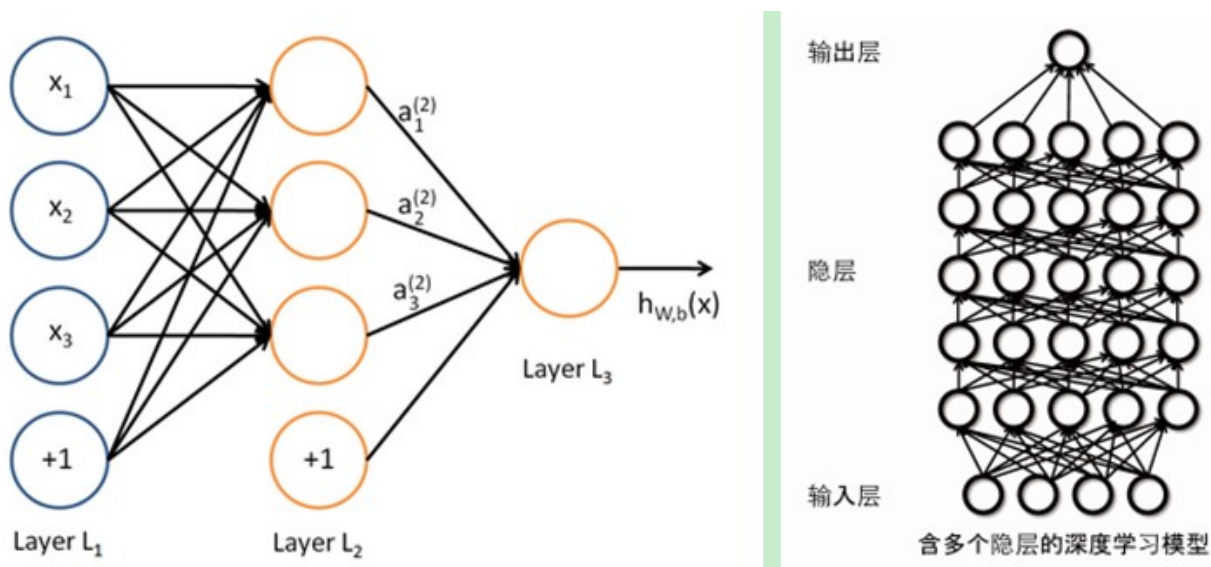 x₁
x₂
x₃
+1
Layer L₁
+1
Layer L₂
a₁⁽²⁾
a₂⁽²⁾
a₃⁽²⁾
h_W,b(x)
Layer L₃
输出层
隐层
输入层
含多个隐层的深度学习模型